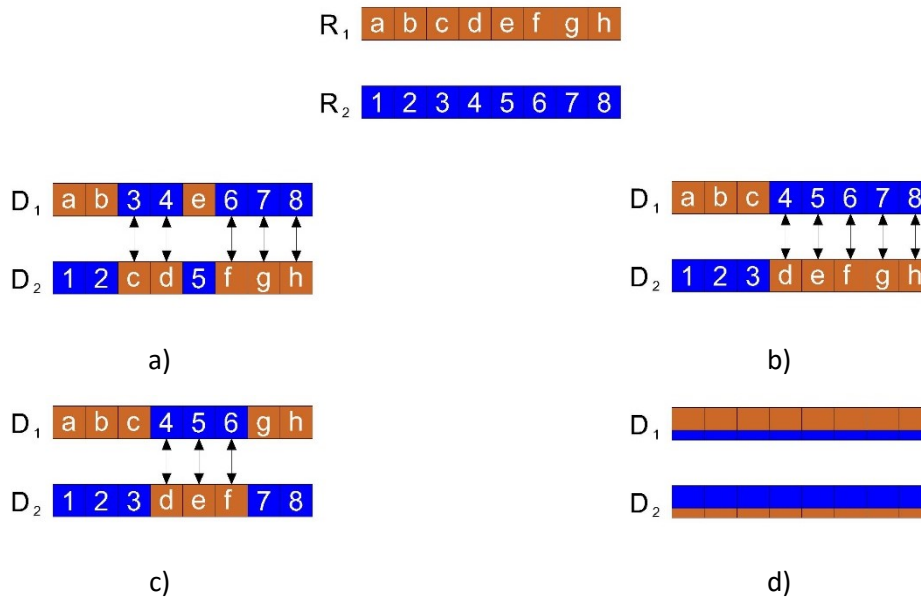 R1 a b c d e f g h
R2 1 2 3 4 5 6 7 8
D1 a b 3 4 e 6 7 8
D2 1 2 c d 5 f g h
a)
D1 a b c 4 5 6 7 8
D2 1 2 3 d e f g h
b)
D1 a b c 4 5 6 g h
D2 1 2 3 d e f 7 8
c)
D1
D2
d)